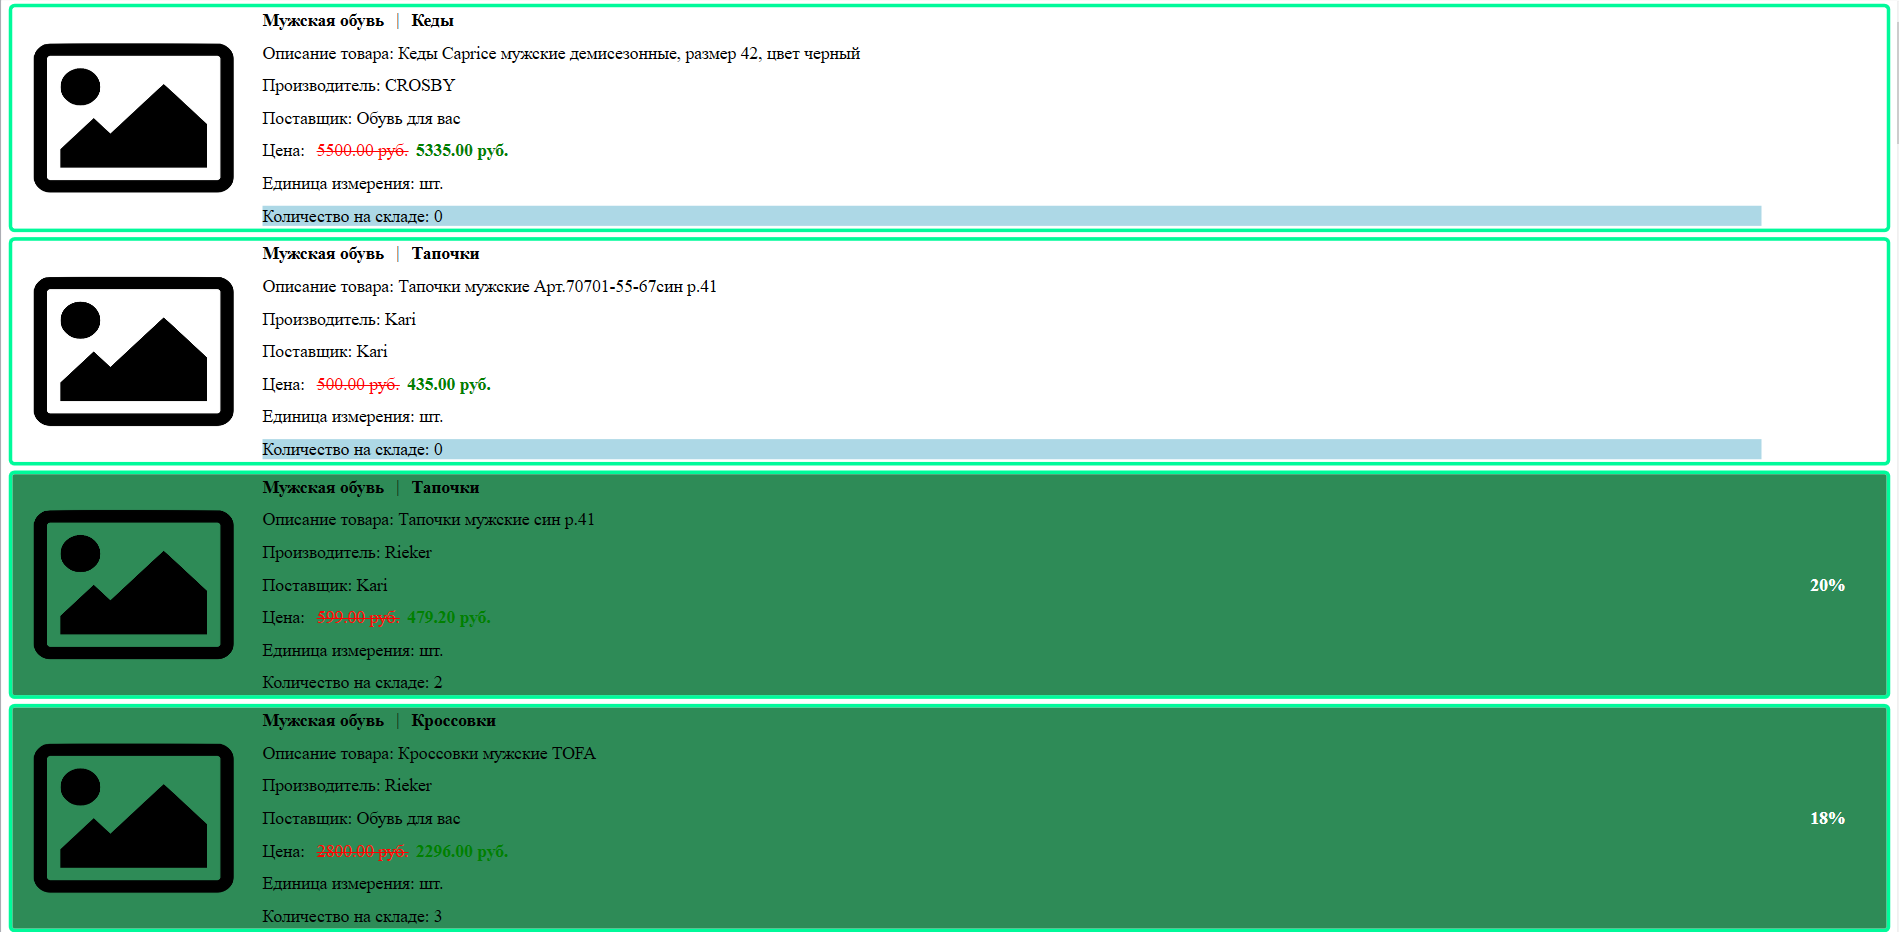 Мужская обувь | Кеды
Описание товара: Кеды Caprice мужские демисезонные, размер 42, цвет черный
Производитель: CROSBY
Поставщик: Обувь для вас
Цена: 5500.00 руб. 5335.00 руб.
Единица измерения: шт.
Количество на складе: 0
Мужская обувь | Тапочки
Описание товара: Тапочки мужские Арт.70701-55-67син р.41
Производитель: Kari
Поставщик: Kari
Цена: 500.00 руб. 435.00 руб.
Единица измерения: шт.
Количество на складе: 0
Мужская обувь | Тапочки
Описание товара: Тапочки мужские син р.41
Производитель: Rieker
Поставщик: Kari
20%
Цена: 599.00 руб. 479.20 руб.
Единица измерения: шт.
Количество на складе: 2
Мужская обувь | Кроссовки
Описание товара: Кроссовки мужские TOFA
Производитель: Rieker
Поставщик: Обувь для вас
18%
Цена: 2800.00 руб. 2296.00 руб.
Единица измерения: шт.
Количество на складе: 3